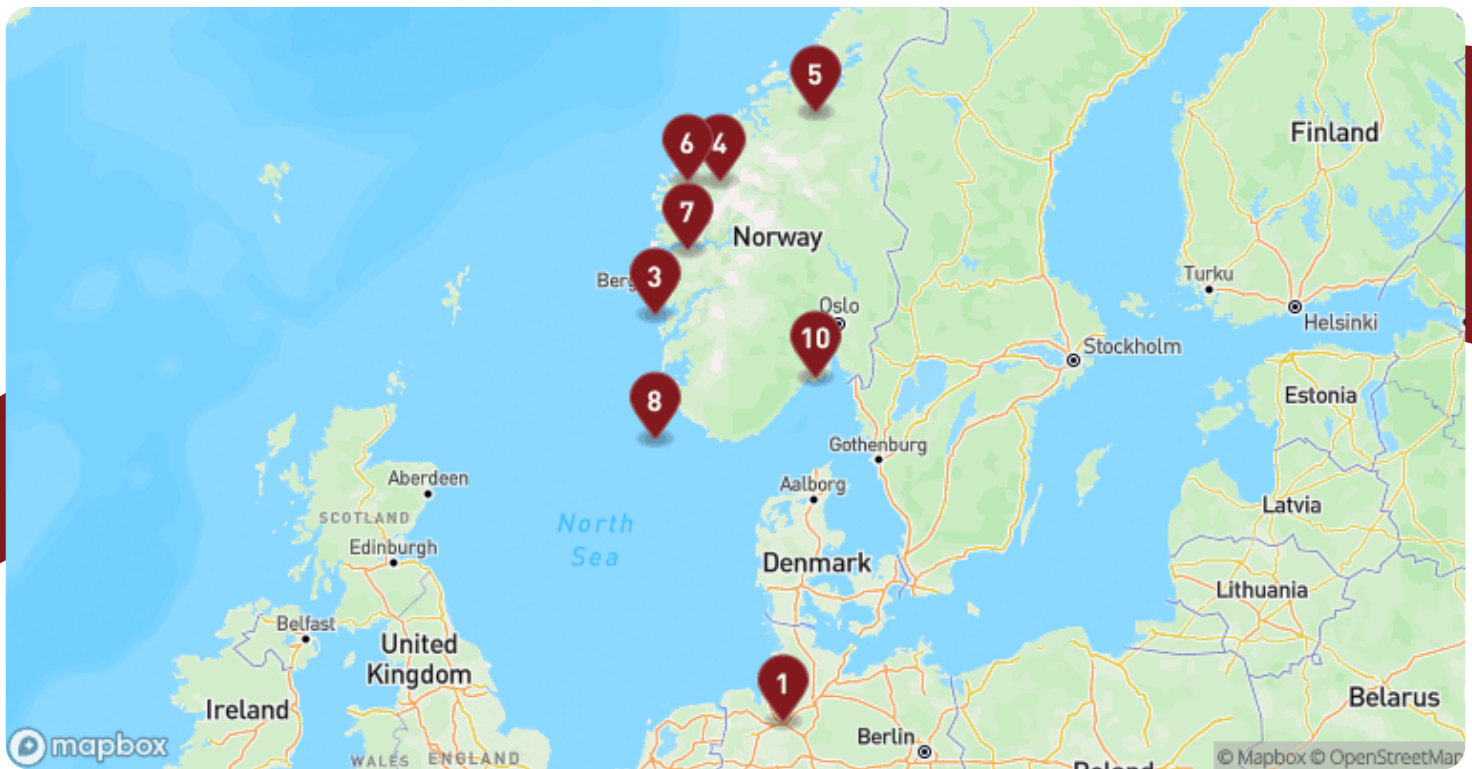 5
6
4
Finland
7
Norway
3
Turku
Oslo
Helsinki
10
Stockholm
8
Estonia
Gothenburg
Aberdeen
Aalborg
Latvia
SCOTLAND
North
Sea
Edinburgh
Denmark
Lithuania
Belfast
United
Kingdom
1
Ireland
Belarus
Berlin
mapbox
WALES
ENGLAND
© Mapbox © OpenStreetMap